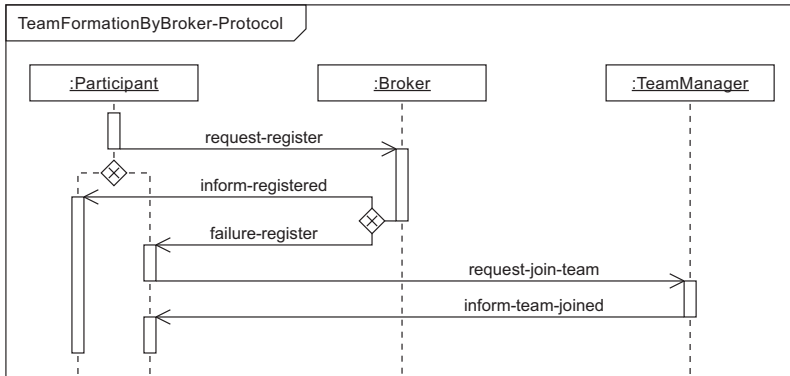 TeamFormationByBroker-Protocol
:Participant
:Broker
:TeamManager
request-register
inform-registered
failure-register
request-join-team
inform-team-joined